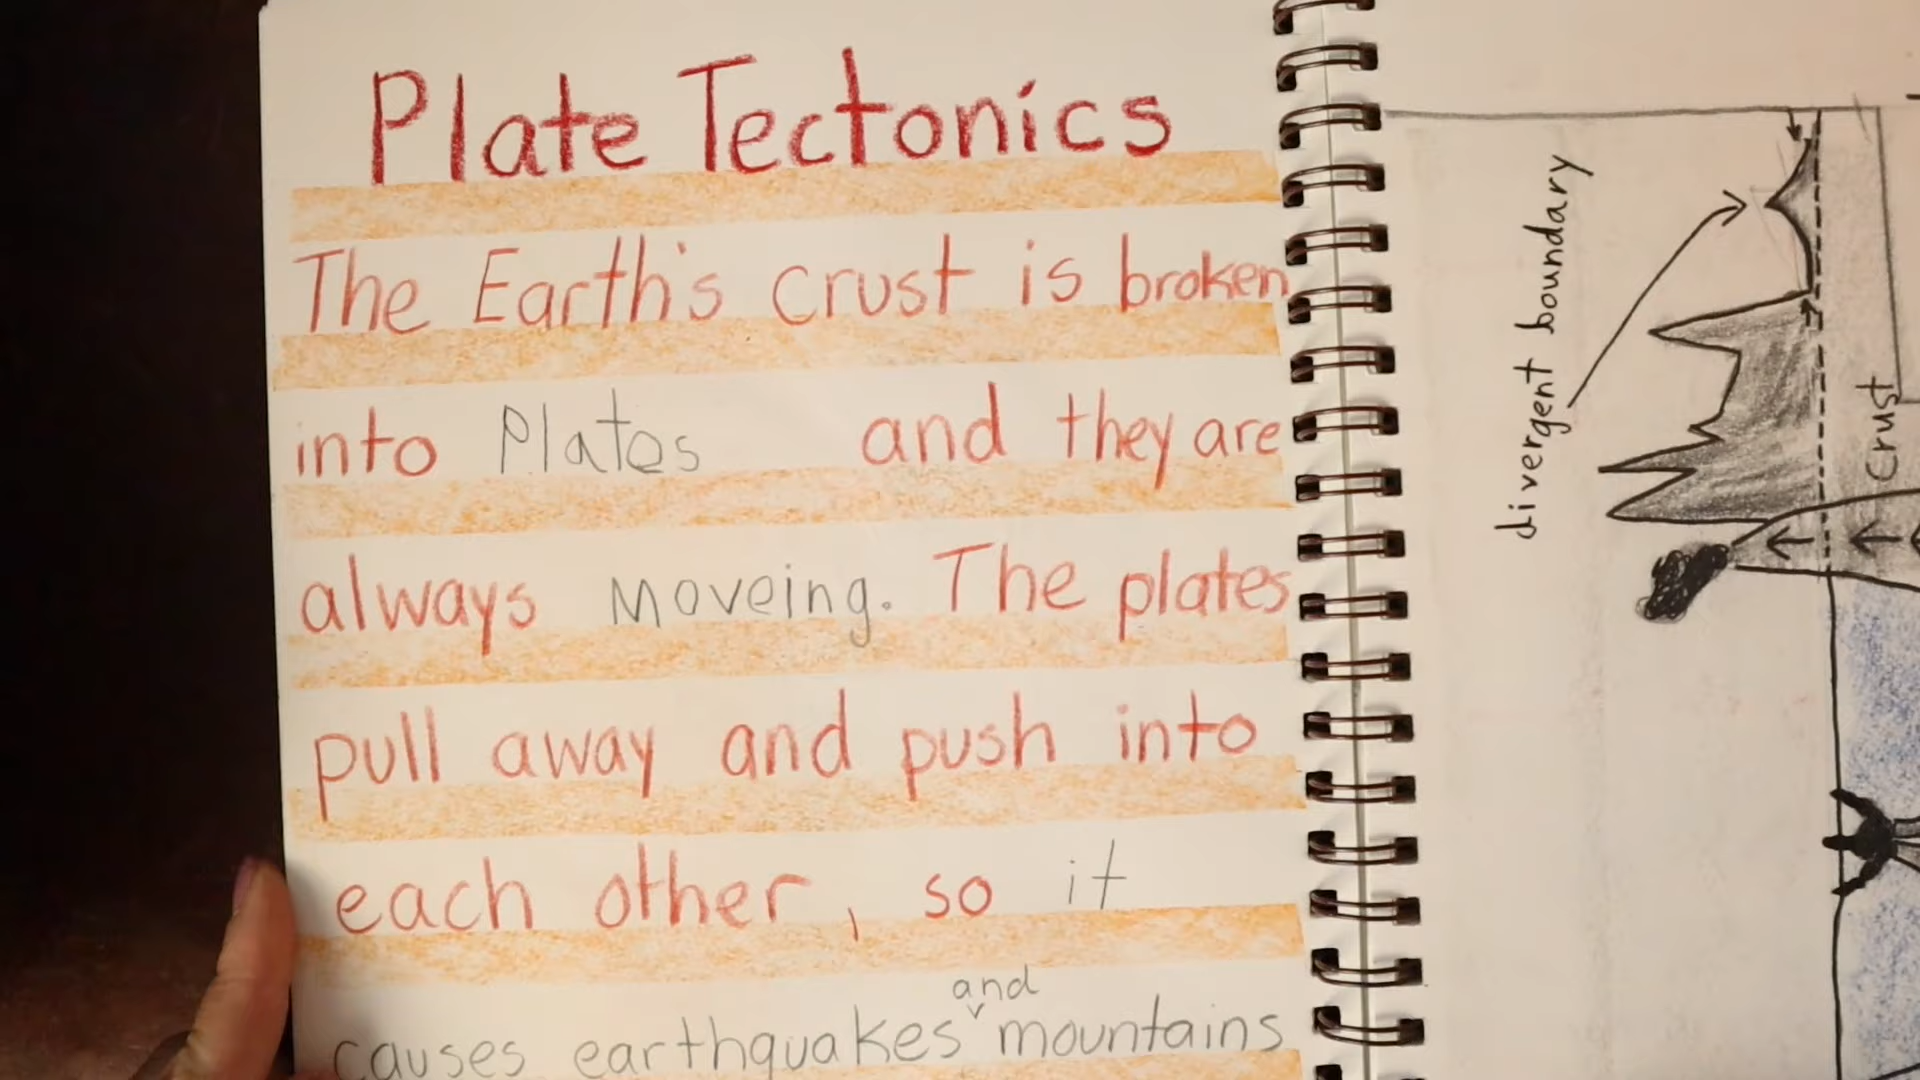 Plate Tectonics
The Earth's crust is broken
into Plates and they are
always moveing. The plates
pull away and push into
each other, so it
and
causes earthquakes ˅ mountains
divergent boundary
crust